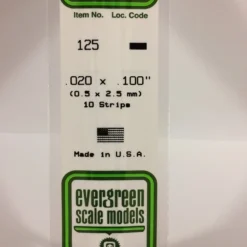 Item No. Loc. Code
125
.020 x .100"
(0.5 x 2.5 mm)
10 Strips
Made in U.S.A.
evergreen
scale models